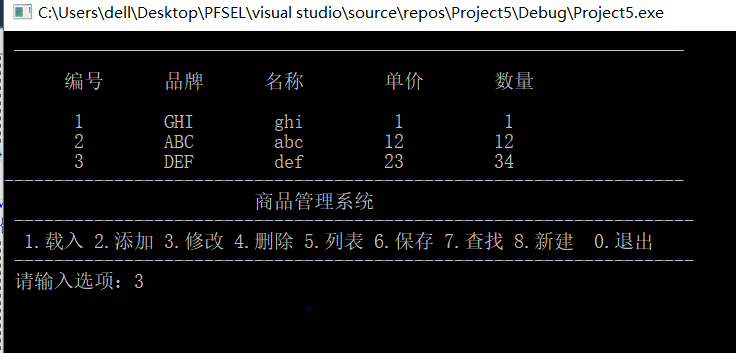 C:\Users\dell\Desktop\PFSEL\visual studio\source\repos\Project5\Debug\Project5.exe
编号 品牌 名称 单价 数量
1 GHI ghi 1 1
2 ABC abc 12 12
3 DEF def 23 34
商品管理系统
1.载入 2.添加 3.修改 4.删除 5.列表 6.保存 7.查找 8.新建 0.退出
请输入选项：3